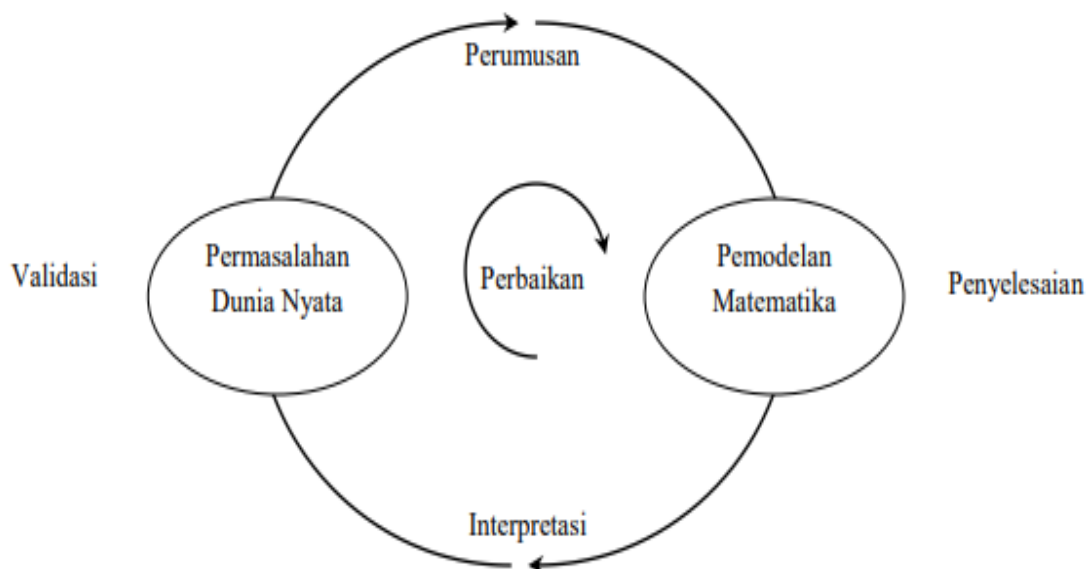 Perumusan
Validasi
Permasalahan
Dunia Nyata
Perbaikan
Pemodelan
Matematika
Penyelesaian
Interpretasi